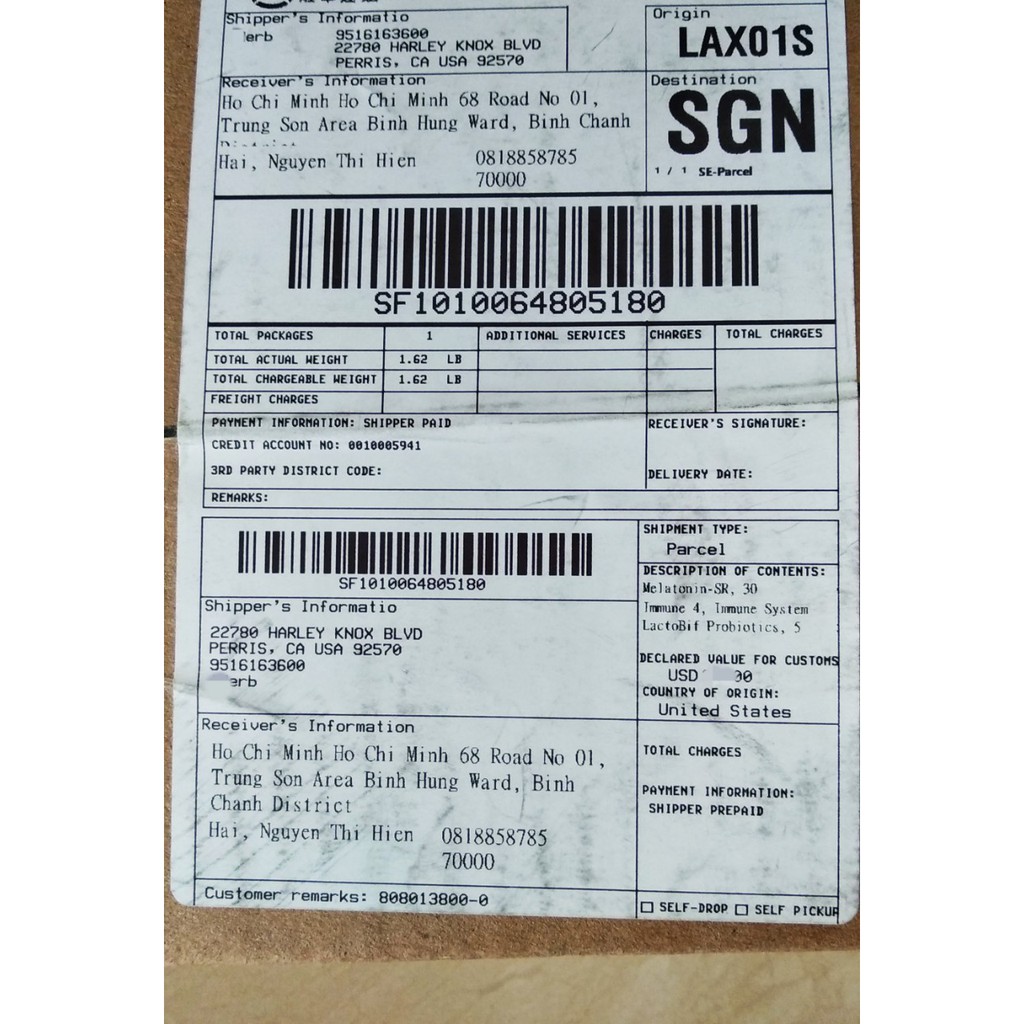 Shipper's Informatio
erb 9516163600
22780 HARLEY KNOX BLVD
PERRIS, CA USA 92570
Origin
LAX01S
Receiver's Information
Ho Chi Minh Ho Chi Minh 68 Road No 01,
Trung Son Area Binh Hung Ward, Binh Chanh
Hai, Nguyen Thi Hien 0818858785
70000
Destination
SGN
1 / 1 SE-Parcel
SF1010064805180
TOTAL PACKAGES 1 ADDITIONAL SERVICES CHARGES TOTAL CHARGES
TOTAL ACTUAL WEIGHT 1.62 LB
TOTAL CHARGEABLE WEIGHT 1.62 LB
FREIGHT CHARGES
PAYMENT INFORMATION: SHIPPER PAID
CREDIT ACCOUNT NO: 0010005941
3RD PARTY DISTRICT CODE:
RECEIVER'S SIGNATURE:
DELIVERY DATE:
REMARKS:
SF1010064805180
SHIPMENT TYPE:
Parcel
DESCRIPTION OF CONTENTS:
Melatonin-SR, 30
Immune 4, Immune System
LactoBif Probiotics, 5
Shipper's Informatio
22780 HARLEY KNOX BLVD
PERRIS, CA USA 92570
9516163600
erb
DECLARED VALUE FOR CUSTOMS
USD 00
COUNTRY OF ORIGIN:
United States
Receiver's Information
Ho Chi Minh Ho Chi Minh 68 Road No 01,
Trung Son Area Binh Hung Ward, Binh
Chanh District
Hai, Nguyen Thi Hien 0818858785
70000
TOTAL CHARGES
PAYMENT INFORMATION:
SHIPPER PREPAID
Customer remarks: 808013800-0
SELF-DROP SELF PICKUP